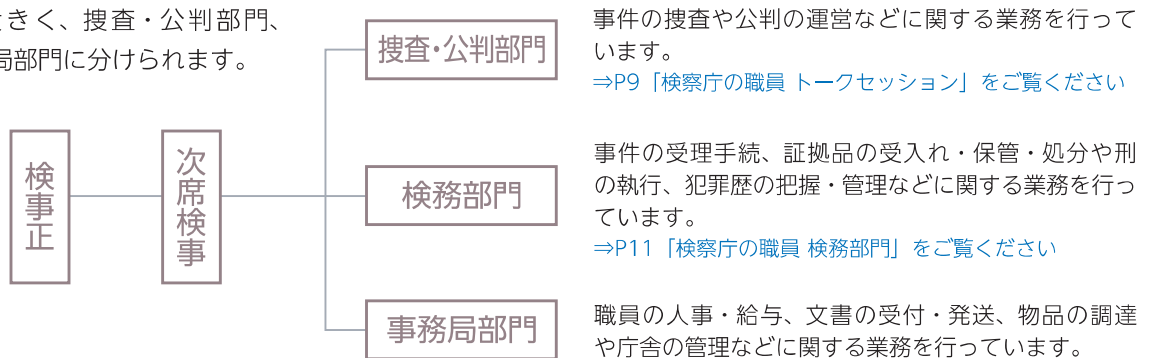 きく、捜査・公判部門、
局部門に分けられます。
検事正
次席検事
捜査・公判部門
事件の捜査や公判の運営などに関する業務を行って
います。
⇒P9「検察庁の職員 トークセッション」をご覧ください
検務部門
事件の受理手続、証拠品の受入れ・保管・処分や刑
の執行、犯罪歴の把握・管理などに関する業務を行っ
ています。
⇒P11「検察庁の職員 検務部門」をご覧ください
事務局部門
職員の人事・給与、文書の受付・発送、物品の調達
や庁舎の管理などに関する業務を行っています。